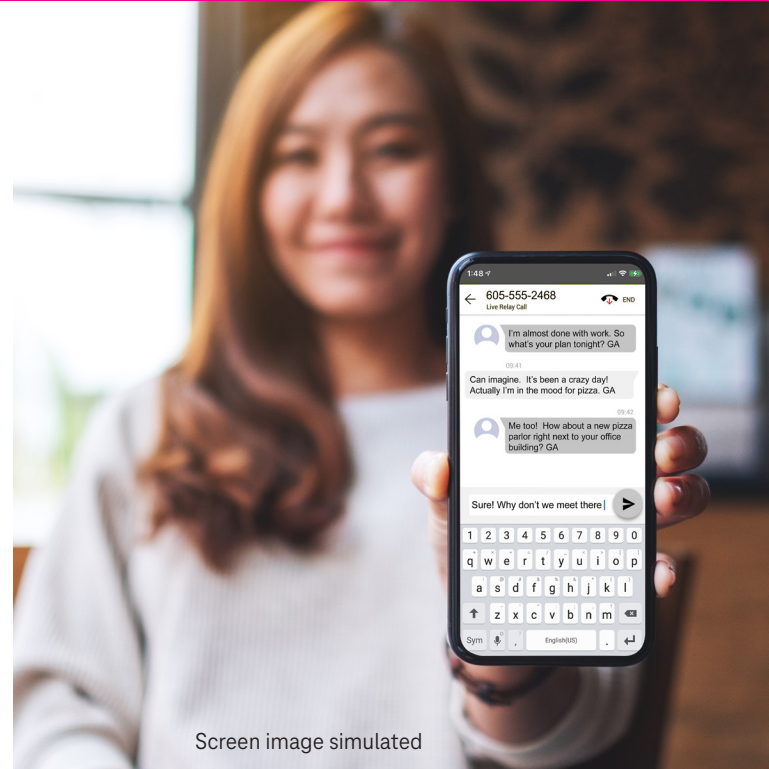 1:48
605-555-2468
END
Live Relay Call
I'm almost done with work. So
what's your plan tonight? GA
09:41
Can imagine.  It's been a crazy day!
Actually I'm in the mood for pizza. GA
09:42
Me too!  How about a new pizza
parlor right next to your office
building? GA
Sure! Why don't we meet there
1 2 3 4 5 6 7 8 9 0
q w e r t y u i o p
a s d f g h j k l
z x c v b n m
Sym , English(US) .
Screen image simulated